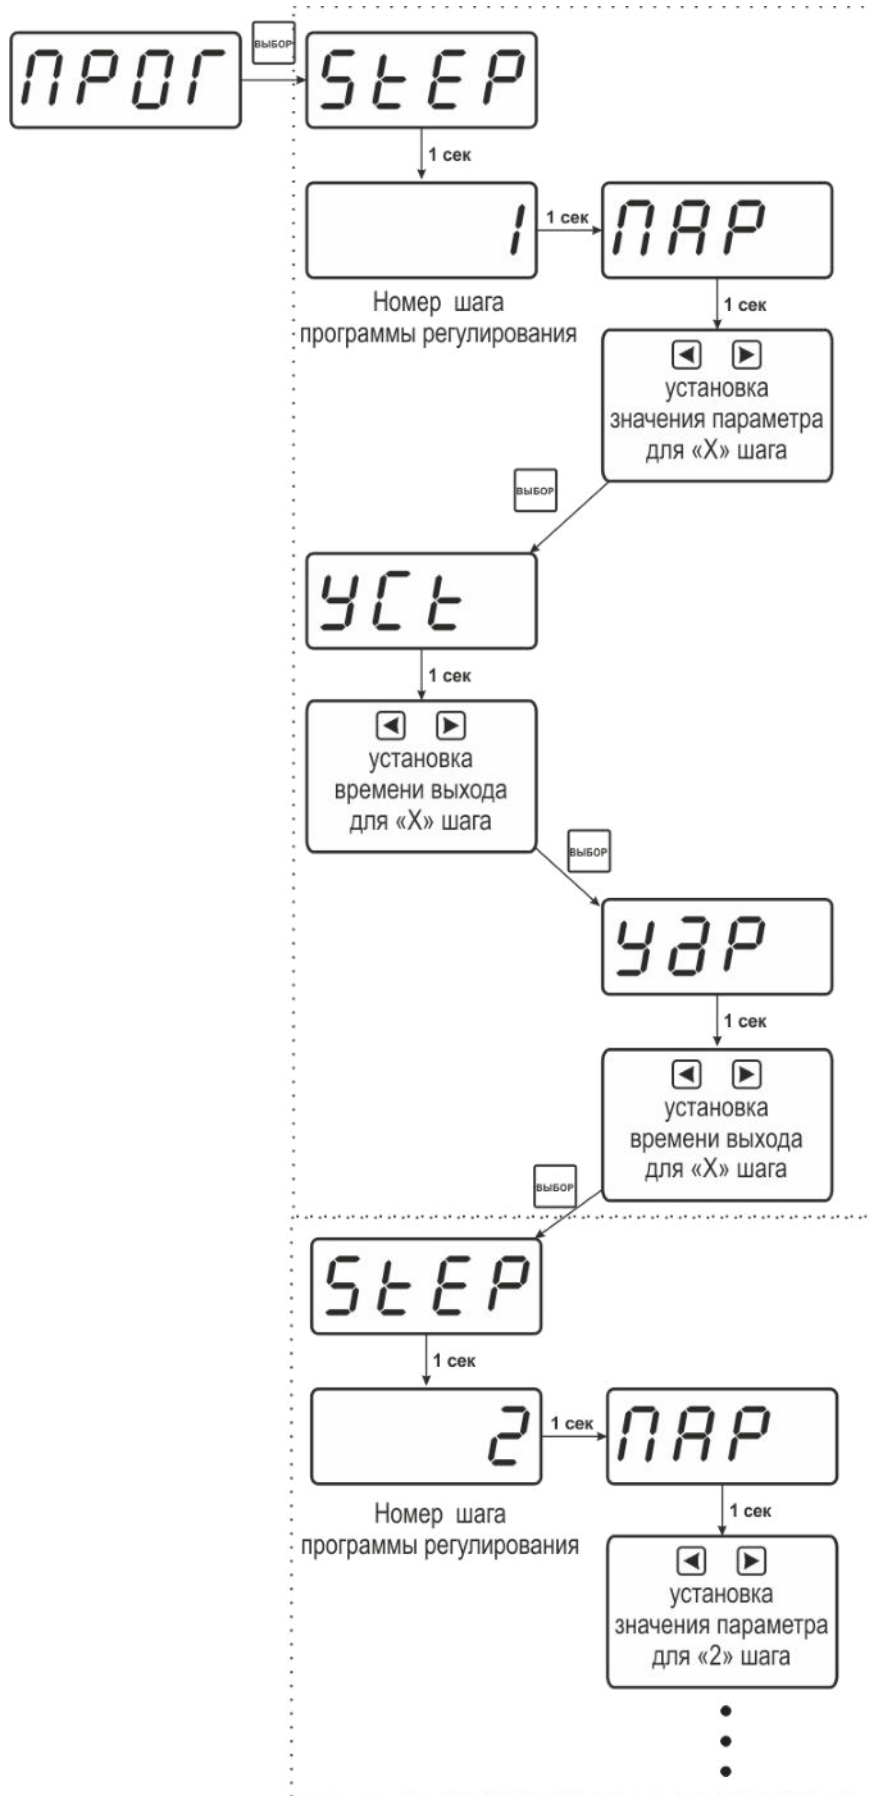 ПРОГ
ВЫБОР
StEP
1 сек
1
1 сек
ПАР
Номер шага
программы регулирования
1 сек
установка
значения параметра
для «X» шага
ВЫБОР
УСt
1 сек
установка
времени выхода
для «X» шага
ВЫБОР
УдР
1 сек
установка
времени выхода
для «X» шага
ВЫБОР
StEP
1 сек
2
1 сек
ПАР
Номер шага
программы регулирования
1 сек
установка
значения параметра
для «2» шага